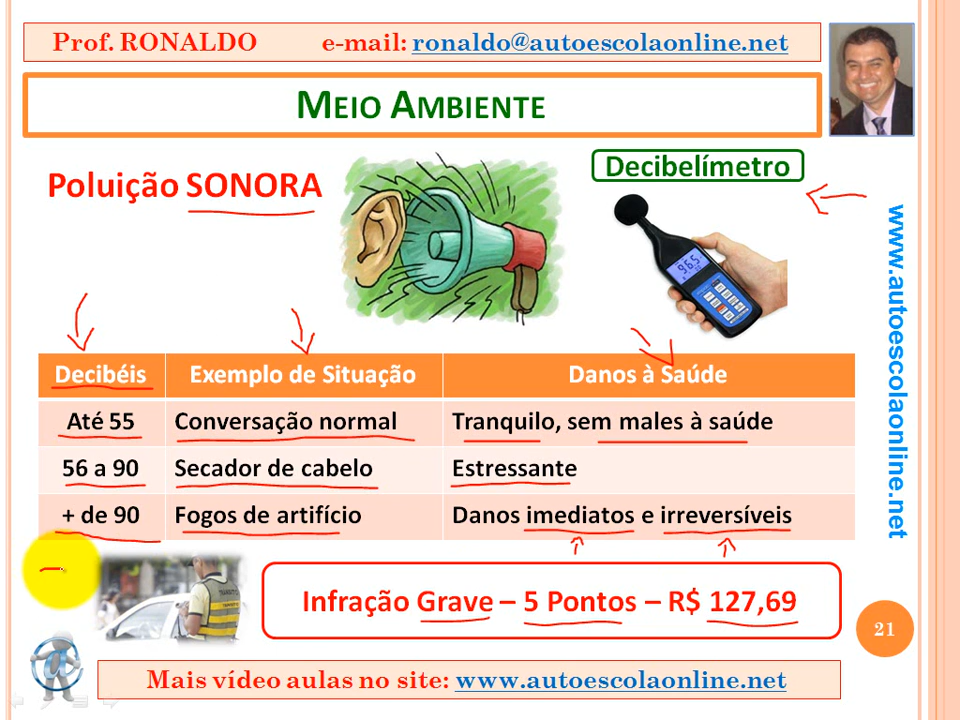 Prof. RONALDO e-mail: ronaldo@autoescolaonline.net
MEIO AMBIENTE
Poluição SONORA
Decibelímetro
96.5
www.autoescolaonline.net
Decibéis Exemplo de Situação Danos à Saúde
Até 55 Conversação normal Tranquilo, sem males à saúde
56 a 90 Secador de cabelo Estressante
+ de 90 Fogos de artifício Danos imediatos e irreversíveis
Infração Grave – 5 Pontos – R$ 127,69
21
Mais vídeo aulas no site: www.autoescolaonline.net